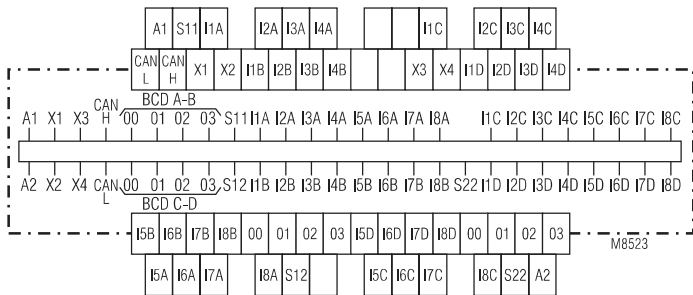 A1 S11 I1A I2A I3A I4A I1C I2C I3C I4C
CAN L CAN H X1 X2 I1B I2B I3B I4B X3 X4 I1D I2D I3D I4D
BCD A-B
A1 X1 X3 CAN H 00 01 02 03 S11 I1A I2A I3A I4A I5A I6A I7A I8A I1C I2C I3C I4C I5C I6C I7C I8C
A2 X2 X4 CAN L 00 01 02 03 S12 I1B I2B I3B I4B I5B I6B I7B I8B S22 I1D I2D I3D I4D I5D I6D I7D I8D
BCD C-D
I5B I6B I7B I8B 00 01 02 03 I5D I6D I7D I8D 00 01 02 03
M8523
I5A I6A I7A I8A S12 I5C I6C I7C I8C S22 A2